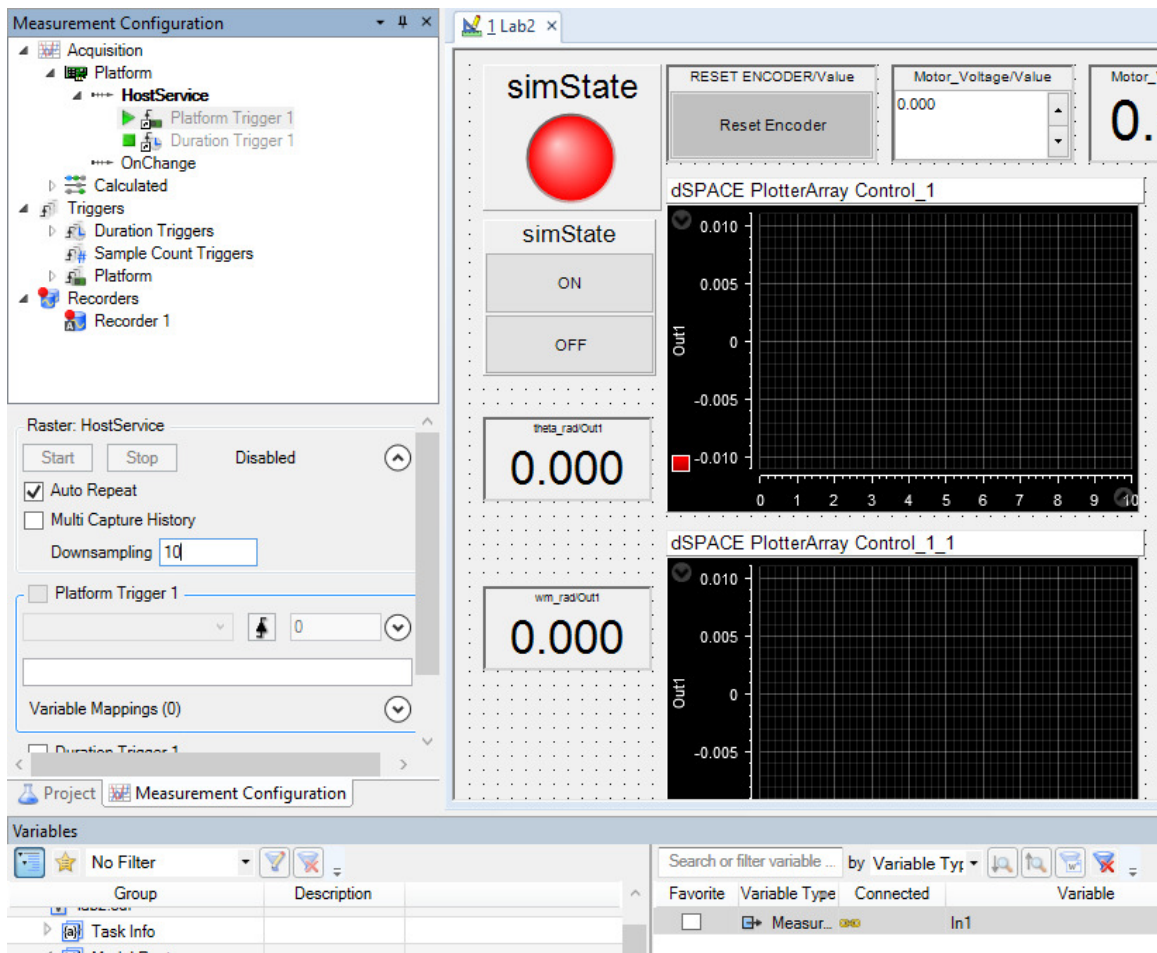 Measurement Configuration
Acquisition
Platform
HostService
Platform Trigger 1
Duration Trigger 1
OnChange
Calculated
Triggers
Duration Triggers
Sample Count Triggers
Platform
Recorders
Recorder 1
Raster: HostService
Start Stop Disabled
Auto Repeat
Multi Capture History
Downsampling 10
Platform Trigger 1
0
Variable Mappings (0)
Duration Trigger 1
Project Measurement Configuration
1 Lab2
simState
RESET ENCODER/Value
Reset Encoder
Motor_Voltage/Value
0.000
Motor_
0.
simState
ON
OFF
theta_rad/Out1
0.000
wm_rad/Out1
0.000
dSPACE PlotterArray Control_1
0.010
0.005
0
-0.005
-0.010
Out1
0 1 2 3 4 5 6 7 8 9 10
dSPACE PlotterArray Control_1_1
0.010
0.005
0
-0.005
Out1
Variables
No Filter
Group Description
Task Info
Search or filter variable ... by Variable Typ
Favorite Variable Type Connected Variable
Measur... In1